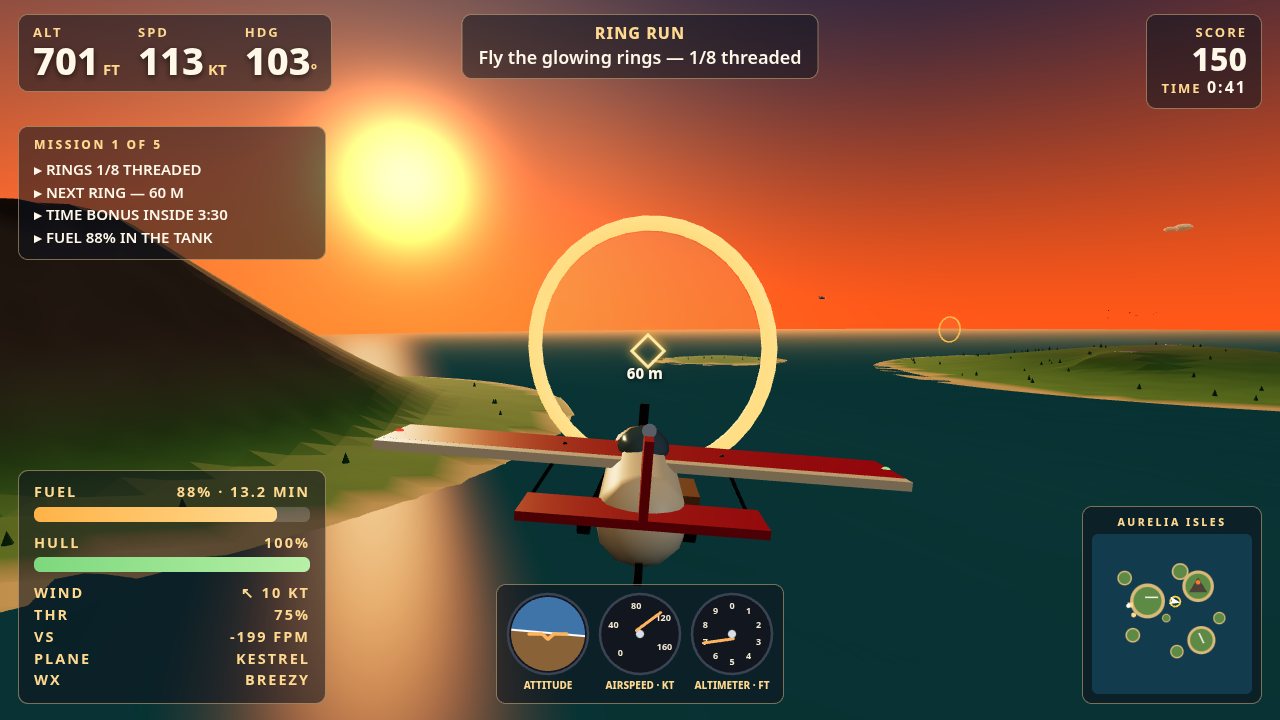 ALT SPD HDG
701 FT 113 KT 103°
RING RUN
Fly the glowing rings — 1/8 threaded
SCORE
150
TIME 0:41
MISSION 1 OF 5
▸ RINGS 1/8 THREADED
▸ NEXT RING — 60 M
▸ TIME BONUS INSIDE 3:30
▸ FUEL 88% IN THE TANK
60 m
FUEL 88% · 13.2 MIN
HULL 100%
WIND ↖ 10 KT
THR 75%
VS -199 FPM
PLANE KESTREL
WX BREEZY
ATTITUDE
0 40 80 120 160
AIRSPEED · KT
0 1 2 3 4 5 6 7 8 9
ALTIMETER · FT
AURELIA ISLES